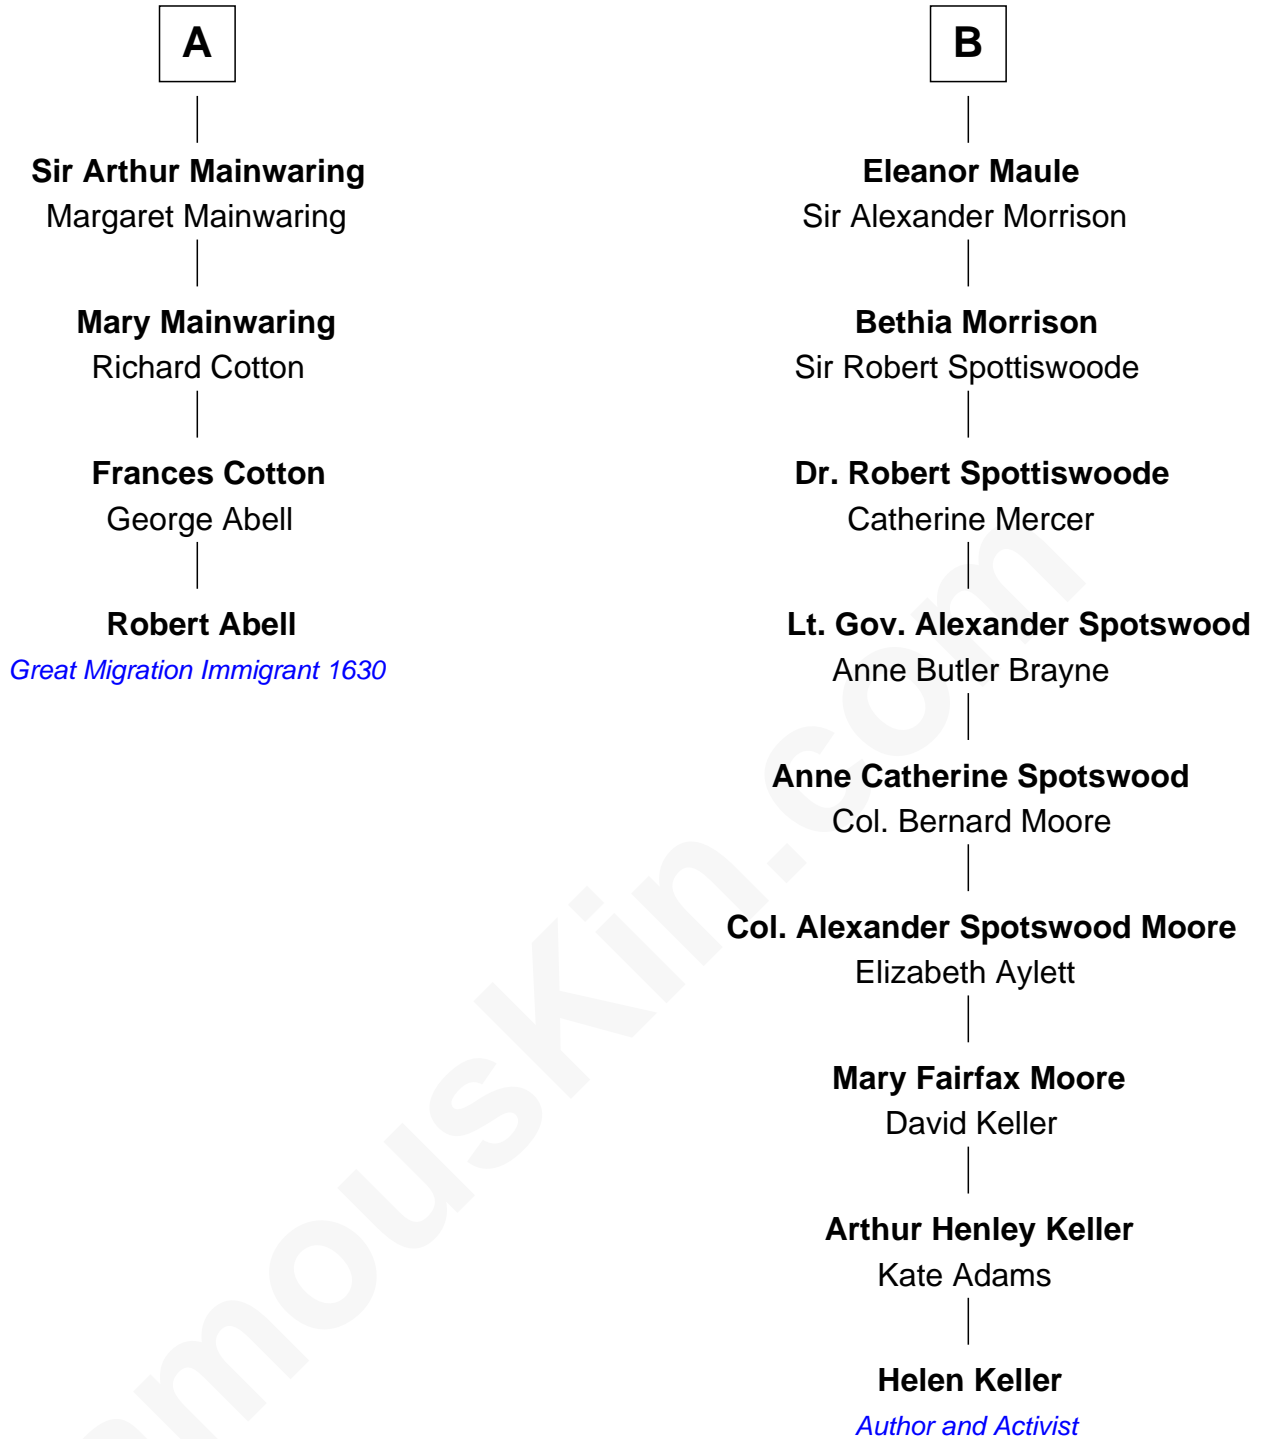 A
Sir Arthur Mainwaring
Margaret Mainwaring
Mary Mainwaring
Richard Cotton
Frances Cotton
George Abell
Robert Abell
Great Migration Immigrant 1630
B
Eleanor Maule
Sir Alexander Morrison
Bethia Morrison
Sir Robert Spottiswoode
Dr. Robert Spottiswoode
Catherine Mercer
Lt. Gov. Alexander Spotswood
Anne Butler Brayne
Anne Catherine Spotswood
Col. Bernard Moore
Col. Alexander Spotswood Moore
Elizabeth Aylett
Mary Fairfax Moore
David Keller
Arthur Henley Keller
Kate Adams
Helen Keller
Author and Activist
amousKin.com